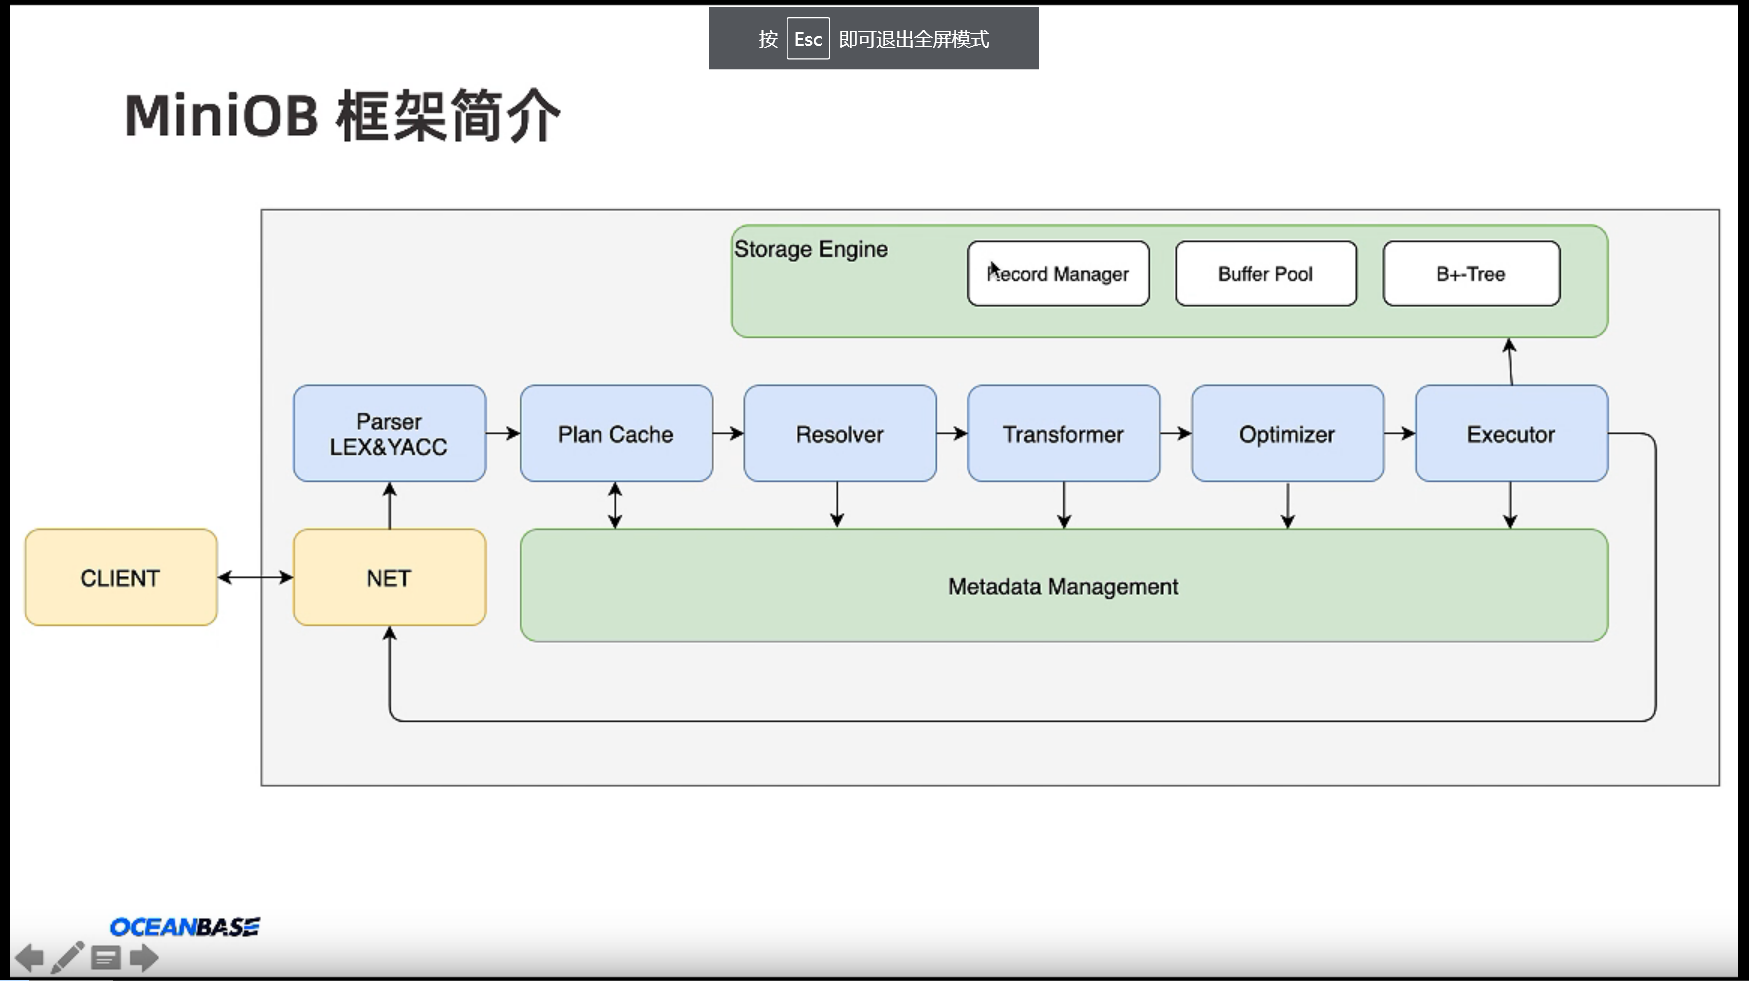 按 Esc 即可退出全屏模式
MiniOB 框架简介
Storage Engine
Record Manager
Buffer Pool
B+-Tree
Parser
LEX&YACC
Plan Cache
Resolver
Transformer
Optimizer
Executor
CLIENT
NET
Metadata Management
OCEANBASE